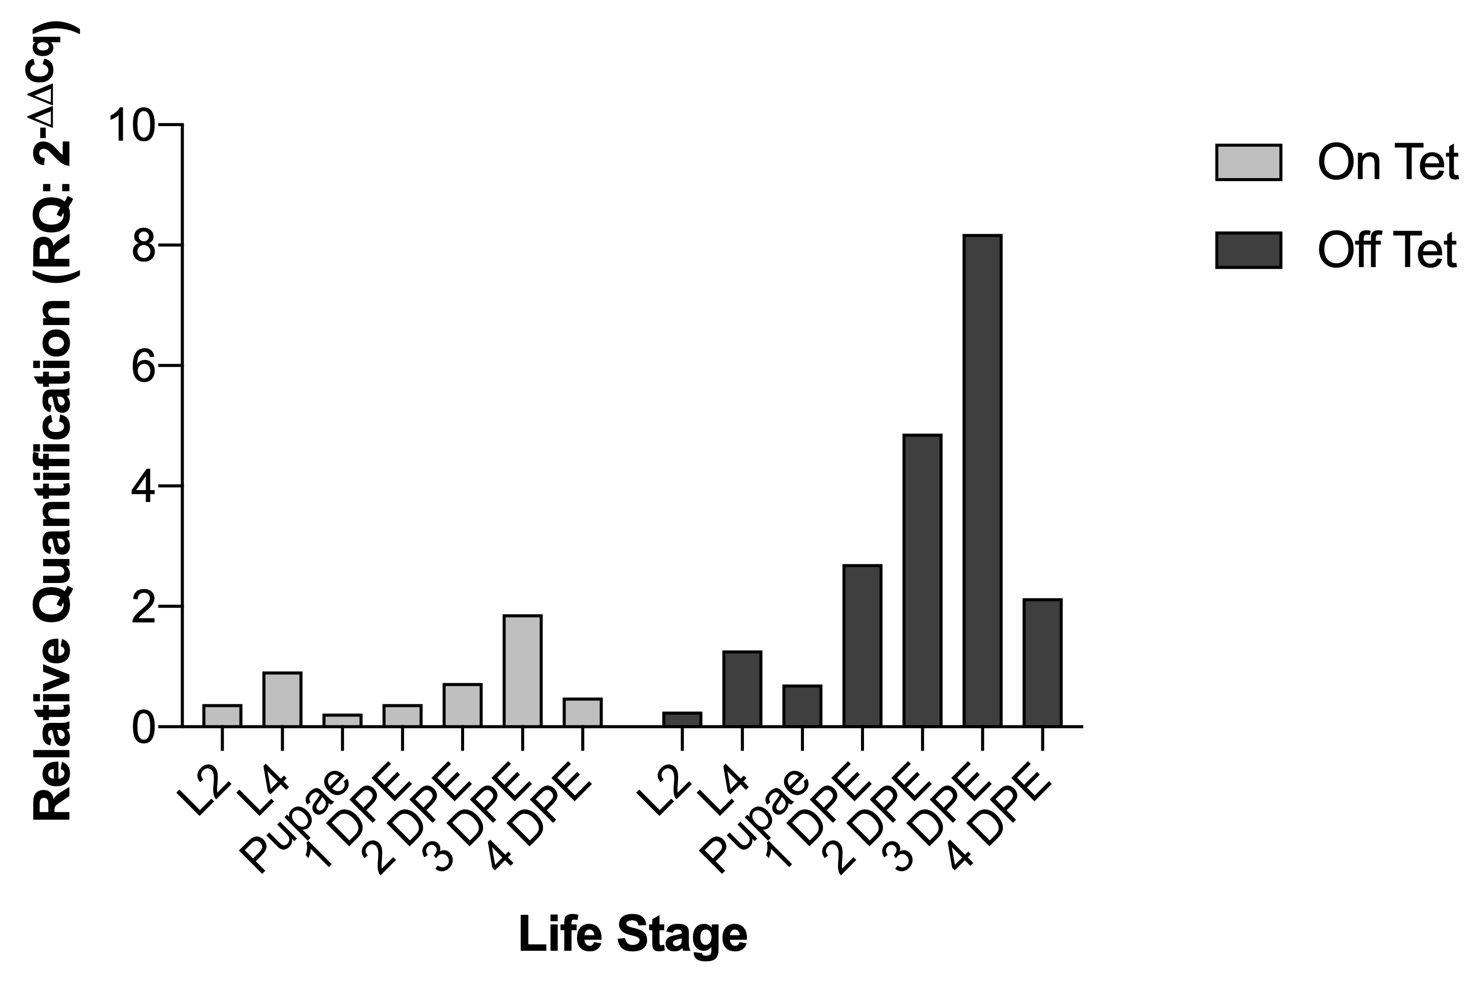 Relative Quantification (RQ: 2-ΔΔCq)
10
8
6
4
2
0
L2
L4
Pupae
1 DPE
2 DPE
3 DPE
4 DPE
L2
L4
Pupae
1 DPE
2 DPE
3 DPE
4 DPE
Life Stage
On Tet
Off Tet